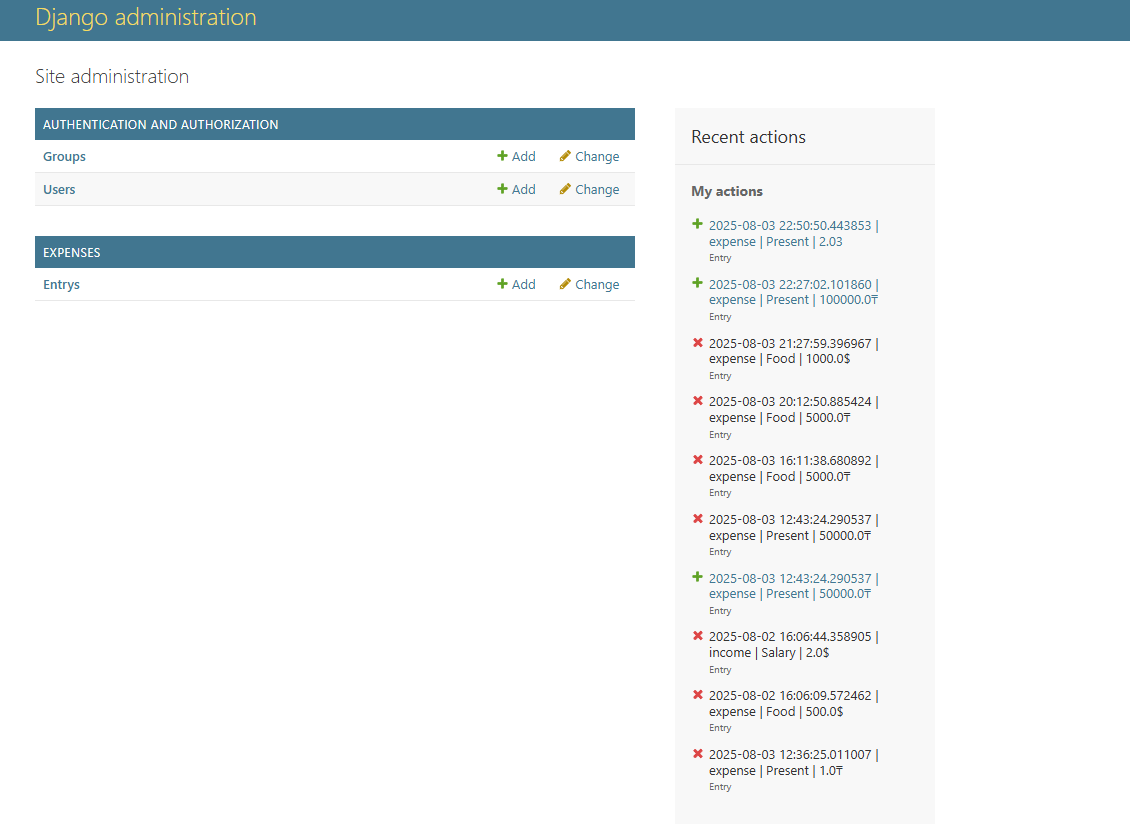 Django administration
Site administration
AUTHENTICATION AND AUTHORIZATION
Groups Add Change
Users Add Change
EXPENSES
Entrys Add Change
Recent actions
My actions
2025-08-03 22:50:50.443853 |
expense | Present | 2.03
Entry
2025-08-03 22:27:02.101860 |
expense | Present | 100000.0₸
Entry
2025-08-03 21:27:59.396967 |
expense | Food | 1000.0$
Entry
2025-08-03 20:12:50.885424 |
expense | Food | 5000.0₸
Entry
2025-08-03 16:11:38.680892 |
expense | Food | 5000.0₸
Entry
2025-08-03 12:43:24.290537 |
expense | Present | 50000.0₸
Entry
2025-08-03 12:43:24.290537 |
expense | Present | 50000.0₸
Entry
2025-08-02 16:06:44.358905 |
income | Salary | 2.0$
Entry
2025-08-02 16:06:09.572462 |
expense | Food | 500.0$
Entry
2025-08-03 12:36:25.011007 |
expense | Present | 1.0₸
Entry